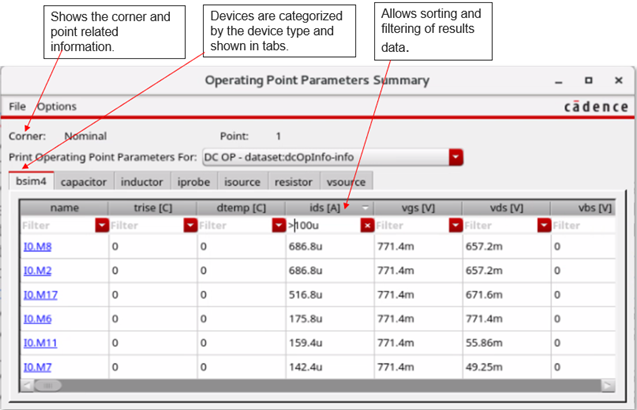 Shows the corner and
point related
information.
Devices are categorized
by the device type and
shown in tabs.
Allows sorting and
filtering of results
data.
Operating Point Parameters Summary
File Options
cādence
Corner: Nominal Point: 1
Print Operating Point Parameters For: DC OP - dataset:dcOpInfo-info
bsim4 capacitor inductor iprobe isource resistor vsource
name trise [C] dtemp [C] ids [A] vgs [V] vds [V] vbs [V]
Filter Filter Filter >100u Filter Filter Filter
I0.M8 0 0 686.8u 771.4m 657.2m 0
I0.M2 0 0 686.8u 771.4m 657.2m 0
I0.M17 0 0 516.8u 771.4m 671.6m 0
I0.M6 0 0 175.8u 771.4m 771.4m 0
I0.M11 0 0 159.4u 771.4m 55.86m 0
I0.M7 0 0 142.4u 771.4m 49.25m 0